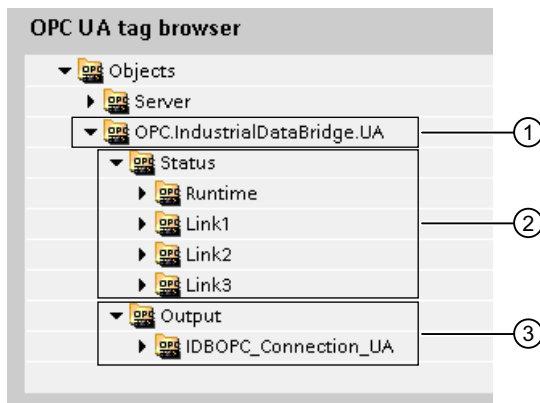 OPC UA tag browser
Objects
Server
OPC.IndustrialDataBridge.UA
1
Status
Runtime
Link1
2
Link2
Link3
Output
3
IDBOPC_Connection_UA